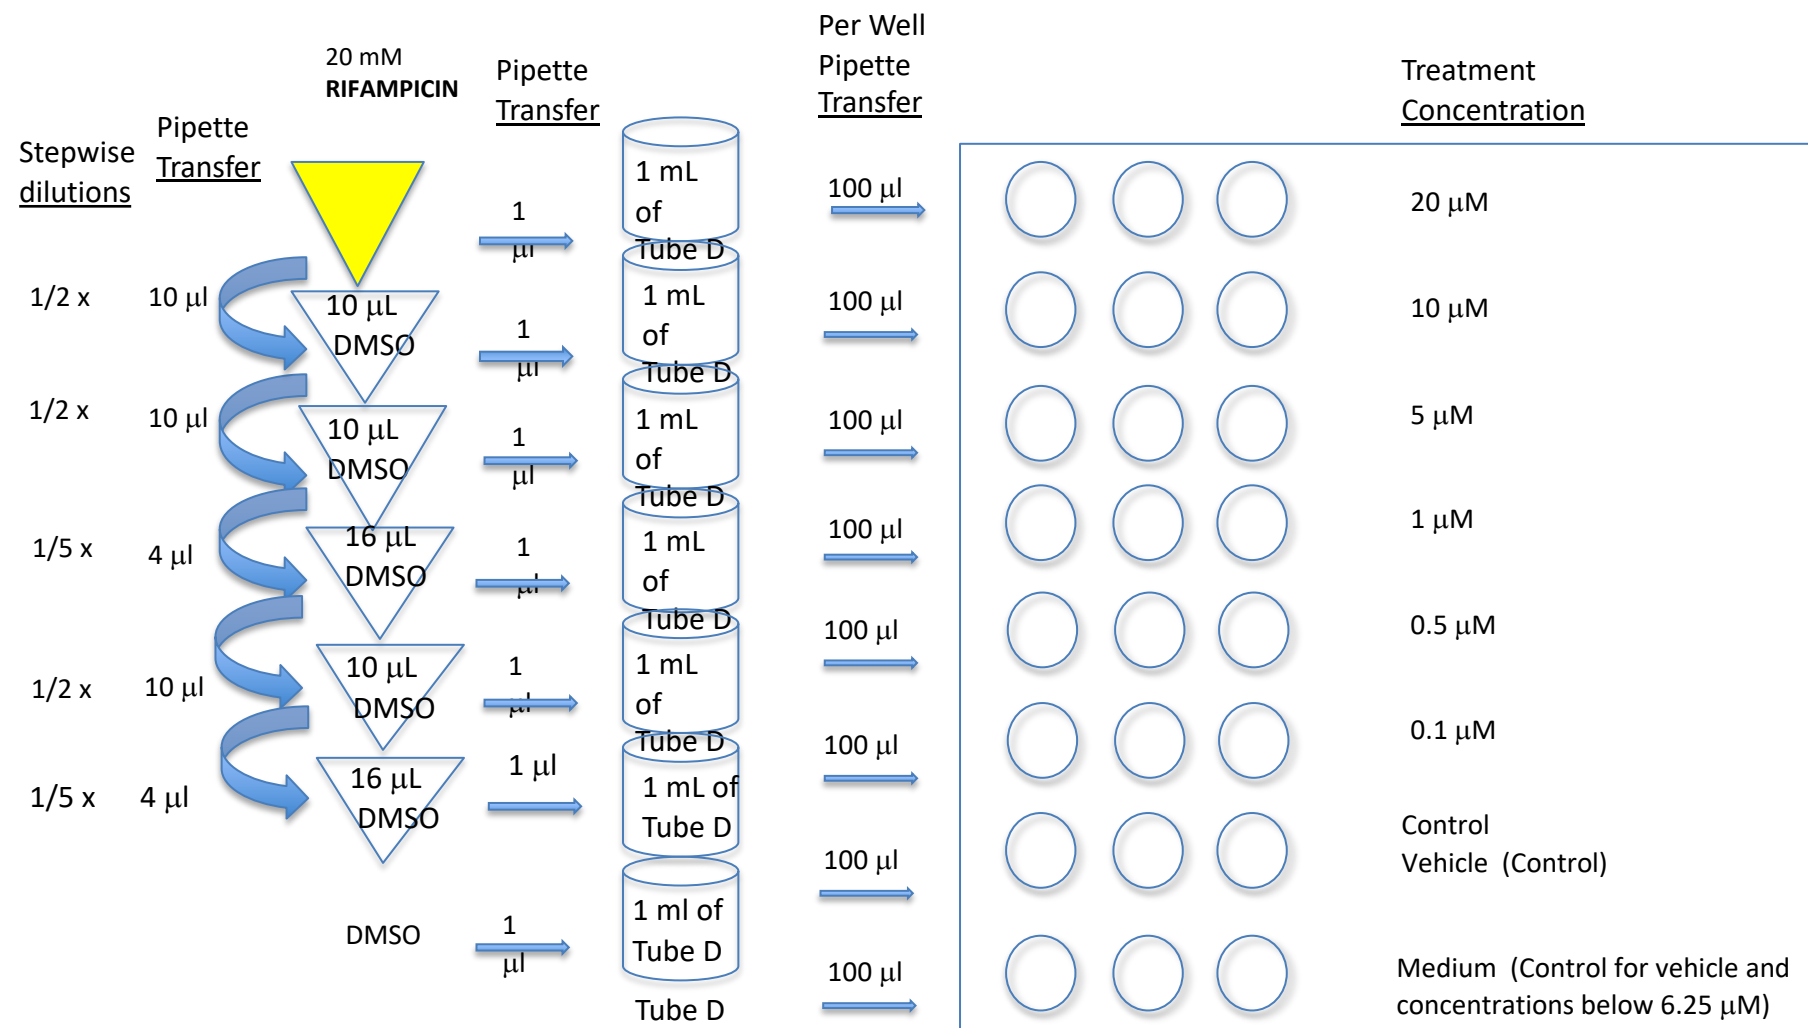 Stepwise
dilutions
Pipette
Transfer
20 mM
RIFAMPICIN
Pipette
Transfer
Per Well
Pipette
Transfer
Treatment
Concentration
1
µl
1 mL
of
Tube D
100 µl
20 µM
1/2 x
10 µl
10 µL
DMSO
1
µl
1 mL
of
Tube D
100 µl
10 µM
1/2 x
10 µl
10 µL
DMSO
1
µl
1 mL
of
Tube D
100 µl
5 µM
1/5 x
4 µl
16 µL
DMSO
1
µl
1 mL
of
Tube D
100 µl
1 µM
1/2 x
10 µl
10 µL
DMSO
1
µl
1 mL
of
Tube D
100 µl
0.5 µM
1/5 x
4 µl
16 µL
DMSO
1 µl
1 mL of
Tube D
100 µl
0.1 µM
DMSO
1
µl
1 ml of
Tube D
100 µl
Control
Vehicle (Control)
Tube D
100 µl
Medium (Control for vehicle and
concentrations below 6.25 µM)